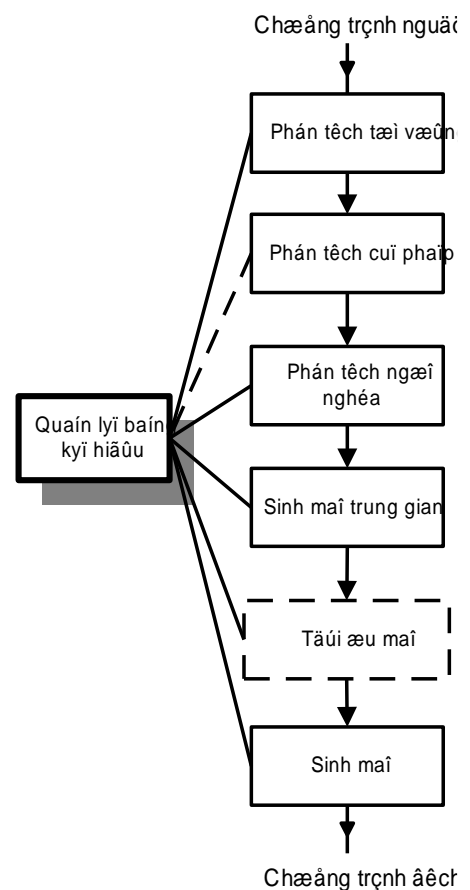 Chæång trçnh nguäö
Phán têch tæì væûn
Phán têch cuï phaïp
Phán têch ngæî
nghéa
Quaín lyï baín
kyï hiãûu
Sinh maî trung gian
Täúi æu maî
Sinh maî
Chæång trçnh âêch